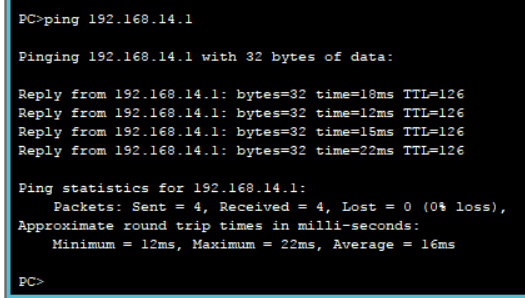 PC>ping 192.168.14.1
Pinging 192.168.14.1 with 32 bytes of data:
Reply from 192.168.14.1: bytes=32 time=18ms TTL=126
Reply from 192.168.14.1: bytes=32 time=12ms TTL=126
Reply from 192.168.14.1: bytes=32 time=15ms TTL=126
Reply from 192.168.14.1: bytes=32 time=22ms TTL=126
Ping statistics for 192.168.14.1:
    Packets: Sent = 4, Received = 4, Lost = 0 (0% loss),
Approximate round trip times in milli-seconds:
    Minimum = 12ms, Maximum = 22ms, Average = 16ms
PC>